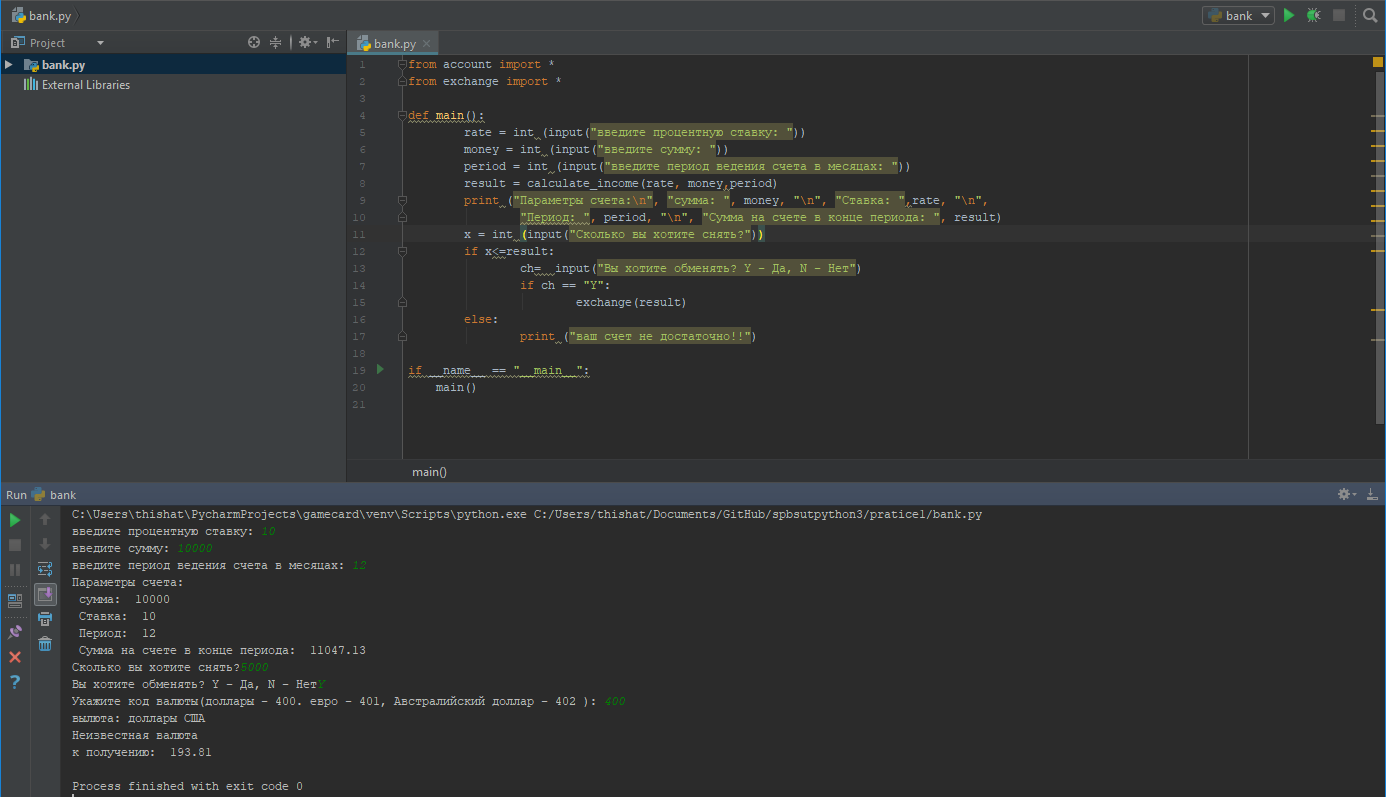 bank.py
bank
Project
bank.py
bank.py
External Libraries
1 from account import *
2 from exchange import *
3
4 def main():
5 rate = int (input("введите процентную ставку: "))
6 money = int (input("введите сумму: "))
7 period = int (input("введите период ведения счета в месяцах: "))
8 result = calculate_income(rate, money,period)
9 print ("Параметры счета:\n", "сумма: ", money, "\n", "Ставка: ",rate, "\n",
10 "Период: ", period, "\n", "Сумма на счете в конце периода: ", result)
11 x = int (input("Сколько вы хотите снять?"))
12 if x<=result:
13 ch=  input("Вы хотите обменять? Y - Да, N - Нет")
14 if ch == "Y":
15 exchange(result)
16 else:
17 print ("ваш счет не достаточно!!")
18
19 if __name__ == "__main__":
20 main()
21
main()
Run bank
C:\Users\thishat\PycharmProjects\gamecard\venv\Scripts\python.exe C:/Users/thishat/Documents/GitHub/spbsutpython3/pratice1/bank.py
введите процентную ставку: 10
введите сумму: 10000
введите период ведения счета в месяцах: 12
Параметры счета:
сумма:  10000
Ставка:  10
Период:  12
Сумма на счете в конце периода:  11047.13
Сколько вы хотите снять?5000
Вы хотите обменять? Y - Да, N - НетY
Укажите код валюты(доллары - 400. евро - 401, Австралийский доллар - 402 ): 400
вылюта: доллары США
Неизвестная валюта
к получению:  193.81
Process finished with exit code 0